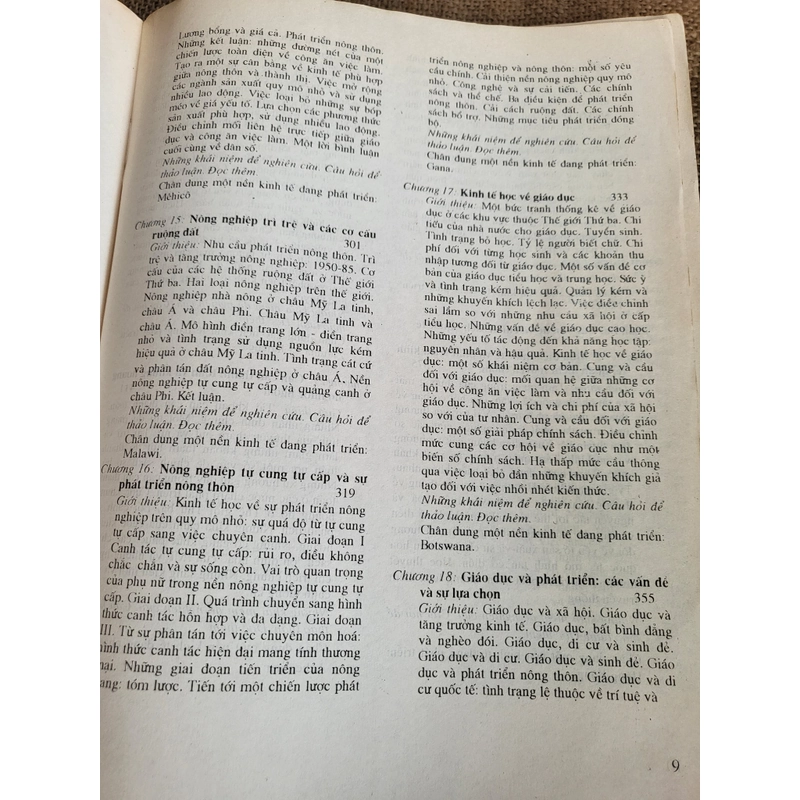 Lương bổng và giá cả. Phát triển nông thôn.
Những kết luận: những đường nét của một
chiến lược toàn diện về công ăn việc làm.
Tạo ra một sự cân bằng về kinh tế phù hợp
giữa nông thôn và thành thị. Việc mở rộng
các ngành sản xuất quy mô nhỏ và sử dụng
nhiều lao động. Việc loại bỏ những sự bóp
méo về giá yếu tố. Lựa chọn các phương thức
sản xuất phù hợp, sử dụng nhiều lao động.
Điều chỉnh mối liên hệ trực tiếp giữa giáo
dục và công ăn việc làm. Một lời bình luận
cuối cùng về dân số.
Những khái niệm để nghiên cứu. Câu hỏi để
thảo luận. Đọc thêm.
Chân dung một nền kinh tế đang phát triển:
Mêhicô
Chương 15: Nông nghiệp trì trệ và các cơ cấu
ruộng đất 301
Giới thiệu: Nhu cầu phát triển nông thôn. Trì
trệ và tăng trưởng nông nghiệp: 1950-85. Cơ
cấu của các hệ thống ruộng đất ở Thế giới
Thứ ba. Hai loại nông nghiệp trên thế giới.
Nông nghiệp nhà nông ở châu Mỹ La tinh,
châu Á và châu Phi. Châu Mỹ La tinh và
châu Á. Mô hình điền trang lớn - điền trang
nhỏ và tình trạng sử dụng nguồn lực kém
hiệu quả ở châu Mỹ La tinh. Tình trạng cát cứ
và phân tán đất nông nghiệp ở châu Á. Nền
nông nghiệp tự cung tự cấp và quảng canh ở
châu Phi. Kết luận.
Những khái niệm để nghiên cứu. Câu hỏi để
thảo luận. Đọc thêm.
Chân dung một nền kinh tế đang phát triển:
Malawi.
Chương 16: Nông nghiệp tự cung tự cấp và sự
phát triển nông thôn 319
Giới thiệu: Kinh tế học về sự phát triển nông
nghiệp trên quy mô nhỏ: sự quá độ từ tự cung
tự cấp sang việc chuyên canh. Giai đoạn I
Canh tác tự cung tự cấp: rủi ro, điều không
chắc chắn và sự sống còn. Vai trò quan trọng
của phụ nữ trong nền nông nghiệp tự cung tự
cấp. Giai đoạn II. Quá trình chuyển sang hình
thức canh tác hỗn hợp và đa dạng. Giai đoạn
III. Từ sự phân tán tới việc chuyên môn hoá:
hình thức canh tác hiện đại mang tính thương
mại. Những giai đoạn tiến triển của nông
trang: tóm lược. Tiến tới một chiến lược phát
triển nông nghiệp và nông thôn: một số yêu
cầu chính. Cải thiện nền nông nghiệp quy mô
nhỏ. Công nghệ và sự cải tiến. Các chính
sách và thể chế. Ba điều kiện để phát triển
nông thôn. Cải cách ruộng đất. Các chính
sách bổ trợ. Những mục tiêu phát triển đồng
bộ.
Những khái niệm để nghiên cứu. Câu hỏi để
thảo luận. Đọc thêm.
Chân dung một nền kinh tế đang phát triển:
Gana.
Chương 17: Kinh tế học về giáo dục 333
Giới thiệu: Một bức tranh thống kê về giáo
dục ở các khu vực thuộc Thế giới Thứ ba. Chi
tiêu của nhà nước cho giáo dục. Tuyển sinh.
Tình trạng bỏ học. Tỷ lệ người biết chữ. Chi
phí đối với từng học sinh và các khoản thu
nhập tương đối từ giáo dục. Một số vấn đề cơ
bản của giáo dục tiểu học và trung học. Sức ỳ
và tình trạng kém hiệu quả. Quản lý kém và
những khuyến khích lệch lạc. Việc điều chỉnh
sai lầm so với những nhu cầu xã hội ở cấp
tiểu học. Những vấn đề về giáo dục cao học.
Những yếu tố tác động đến khả năng học tập:
nguyên nhân và hậu quả. Kinh tế học về giáo
dục: một số khái niệm cơ bản. Cung và cầu
đối với giáo dục: mối quan hệ giữa những cơ
hội về công ăn việc làm và nhu cầu đối với
giáo dục. Những lợi ích và chi phí của xã hội
so với của tư nhân. Cung và cầu đối với giáo
dục: một số giải pháp chính sách. Điều chỉnh
mức cung các cơ hội về giáo dục như một
biến số chính sách. Hạ thấp mức cầu thông
qua việc loại bỏ dần những khuyến khích giả
tạo đối với việc nhồi nhét kiến thức.
Những khái niệm để nghiên cứu. Câu hỏi để
thảo luận. Đọc thêm.
Chân dung một nền kinh tế đang phát triển:
Botswana.
Chương 18: Giáo dục và phát triển: các vấn đề
và sự lựa chọn 355
Giới thiệu: Giáo dục và xã hội. Giáo dục và
tăng trưởng kinh tế. Giáo dục, bất bình đẳng
và nghèo đói. Giáo dục, di cư và sinh đẻ.
Giáo dục và di cư. Giáo dục và sinh đẻ. Giáo
dục và phát triển nông thôn. Giáo dục và di
cư quốc tế: tình trạng lệ thuộc về trí tuệ và
9